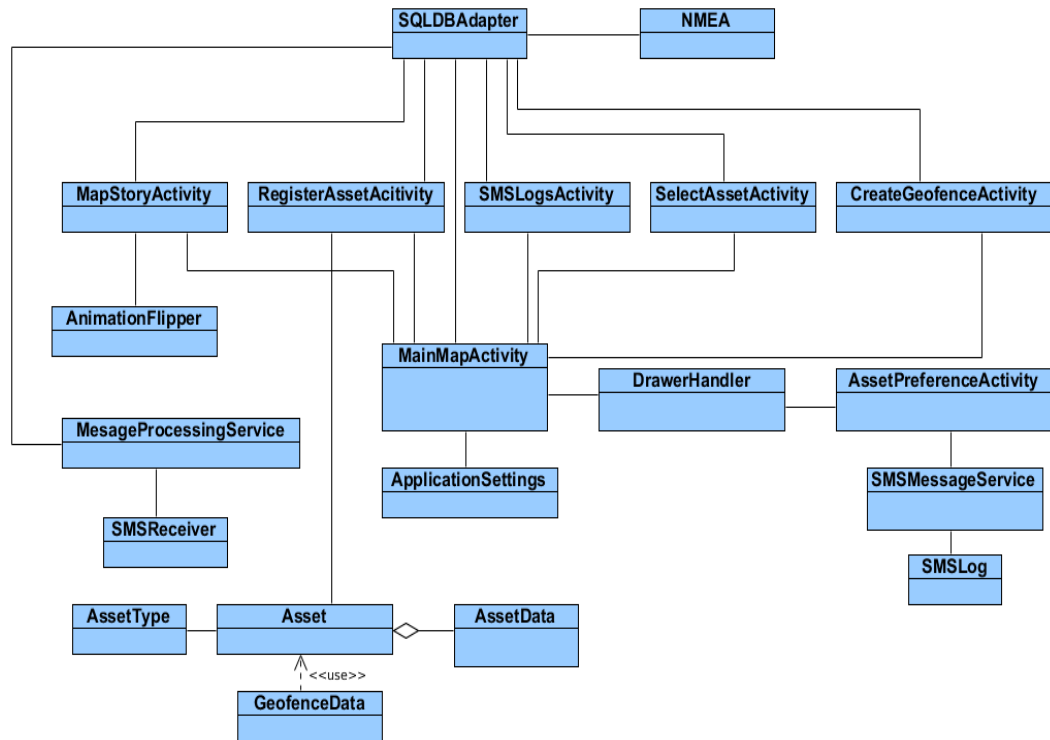 SQLDBAdapter
NMEA
MapStoryActivity
RegisterAssetAcitivity
SMSLogsActivity
SelectAssetActivity
CreateGeofenceActivity
AnimationFlipper
MainMapActivity
DrawerHandler
AssetPreferenceActivity
MesageProcessingService
ApplicationSettings
SMSMessageService
SMSReceiver
SMSLog
AssetType
Asset
AssetData
<<use>>
GeofenceData